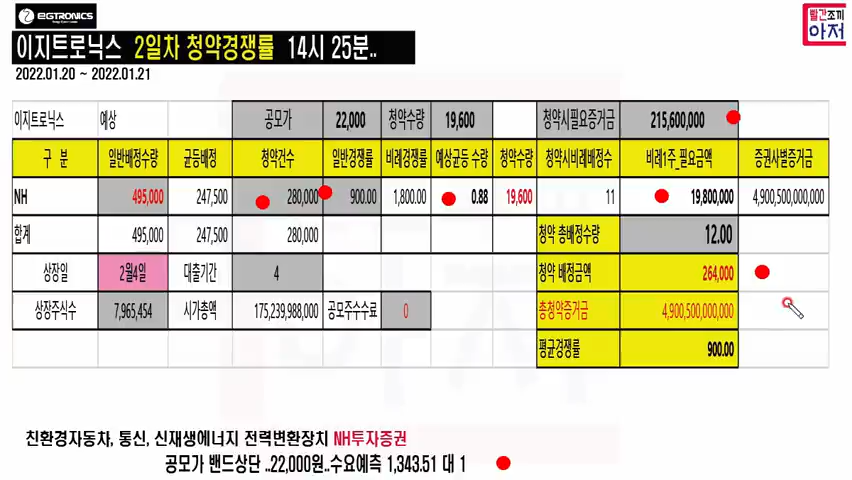 EGTRONICS
빨간조끼
아저
이지트로닉스 2일차 청약경쟁률 14시 25분..
2022.01.20 ~ 2022.01.21
이지트로닉스 예상 공모가 22,000 청약수량 19,600 청약시필요증거금 215,600,000
구 분 일반배정수량 균등배정 청약건수 일반경쟁률 비례경쟁률 예상균등 수량 청약수량 청약시비례배정수 비례1주_필요금액 증권사별증거금
NH 495,000 247,500 280,000 900.00 1,800.00 0.88 19,600 11 19,800,000 4,900,500,000,000
합계 495,000 247,500 280,000 청약 총배정수량 12.00
상장일 2월4일 대출기간 4 청약 배정금액 264,000
상장주식수 7,965,454 시가총액 175,239,988,000 공모주수수료 0 총청약증거금 4,900,500,000,000
평균경쟁률 900.00
친환경자동차, 통신, 신재생에너지 전력변환장치 NH투자증권
공모가 밴드상단 ..22,000원..수요예측 1,343.51 대 1